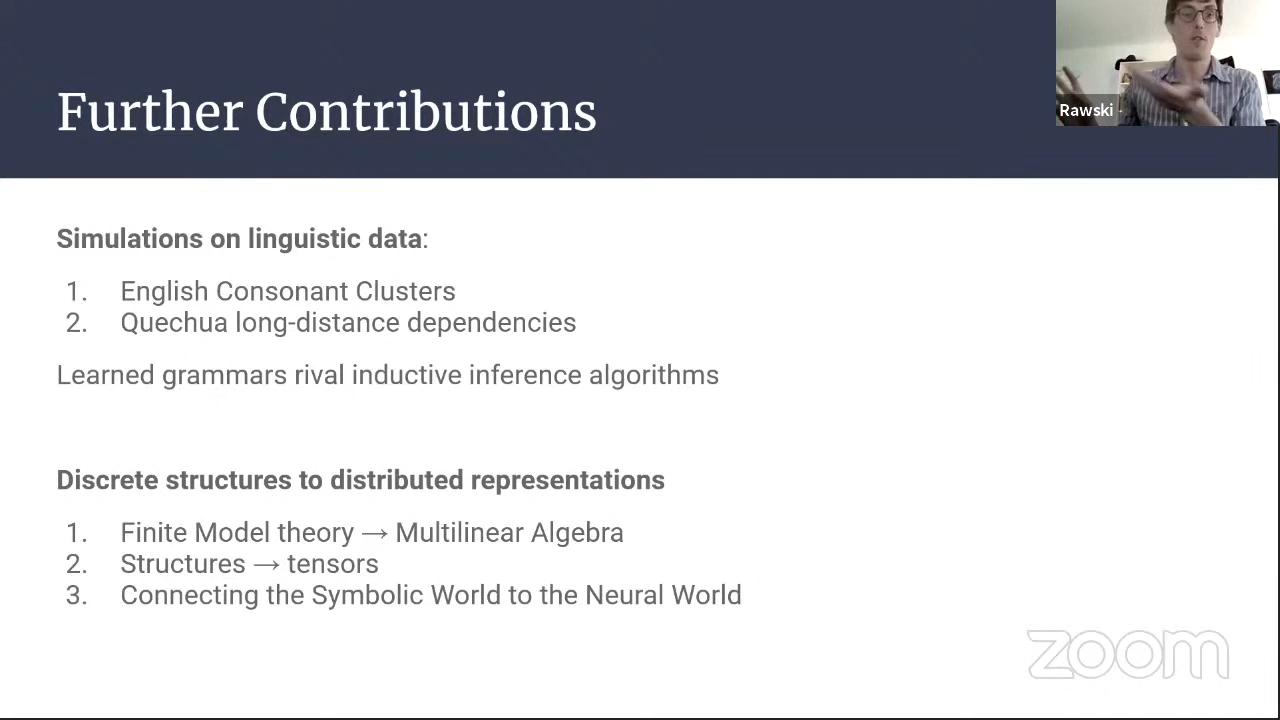 Further Contributions
Rawski
Simulations on linguistic data:
1. English Consonant Clusters
2. Quechua long-distance dependencies
Learned grammars rival inductive inference algorithms
Discrete structures to distributed representations
1. Finite Model theory → Multilinear Algebra
2. Structures → tensors
3. Connecting the Symbolic World to the Neural World
zoom